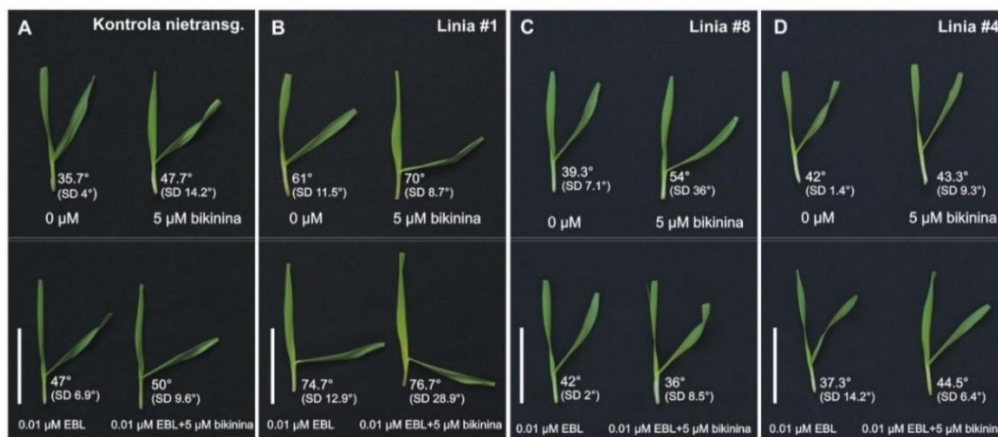 A Kontrola nietransg.
35.7°
(SD 4°)
47.7°
(SD 14.2°)
0 µM
5 µM bikinina
47°
(SD 6.9°)
50°
(SD 9.6°)
0.01 µM EBL
0.01 µM EBL+5 µM bikinina
B Linia #1
61°
(SD 11.5°)
70°
(SD 8.7°)
0 µM
5 µM bikinina
74.7°
(SD 12.9°)
76.7°
(SD 28.9°)
0.01 µM EBL
0.01 µM EBL+5 µM bikinina
C Linia #8
39.3°
(SD 7.1°)
54°
(SD 36°)
0 µM
5 µM bikinina
42°
(SD 2°)
36°
(SD 8.5°)
0.01 µM EBL
0.01 µM EBL+5 µM bikinina
D Linia #4
42°
(SD 1.4°)
43.3°
(SD 9.3°)
0 µM
5 µM bikinina
37.3°
(SD 14.2°)
44.5°
(SD 6.4°)
0.01 µM EBL
0.01 µM EBL+5 µM bikinina